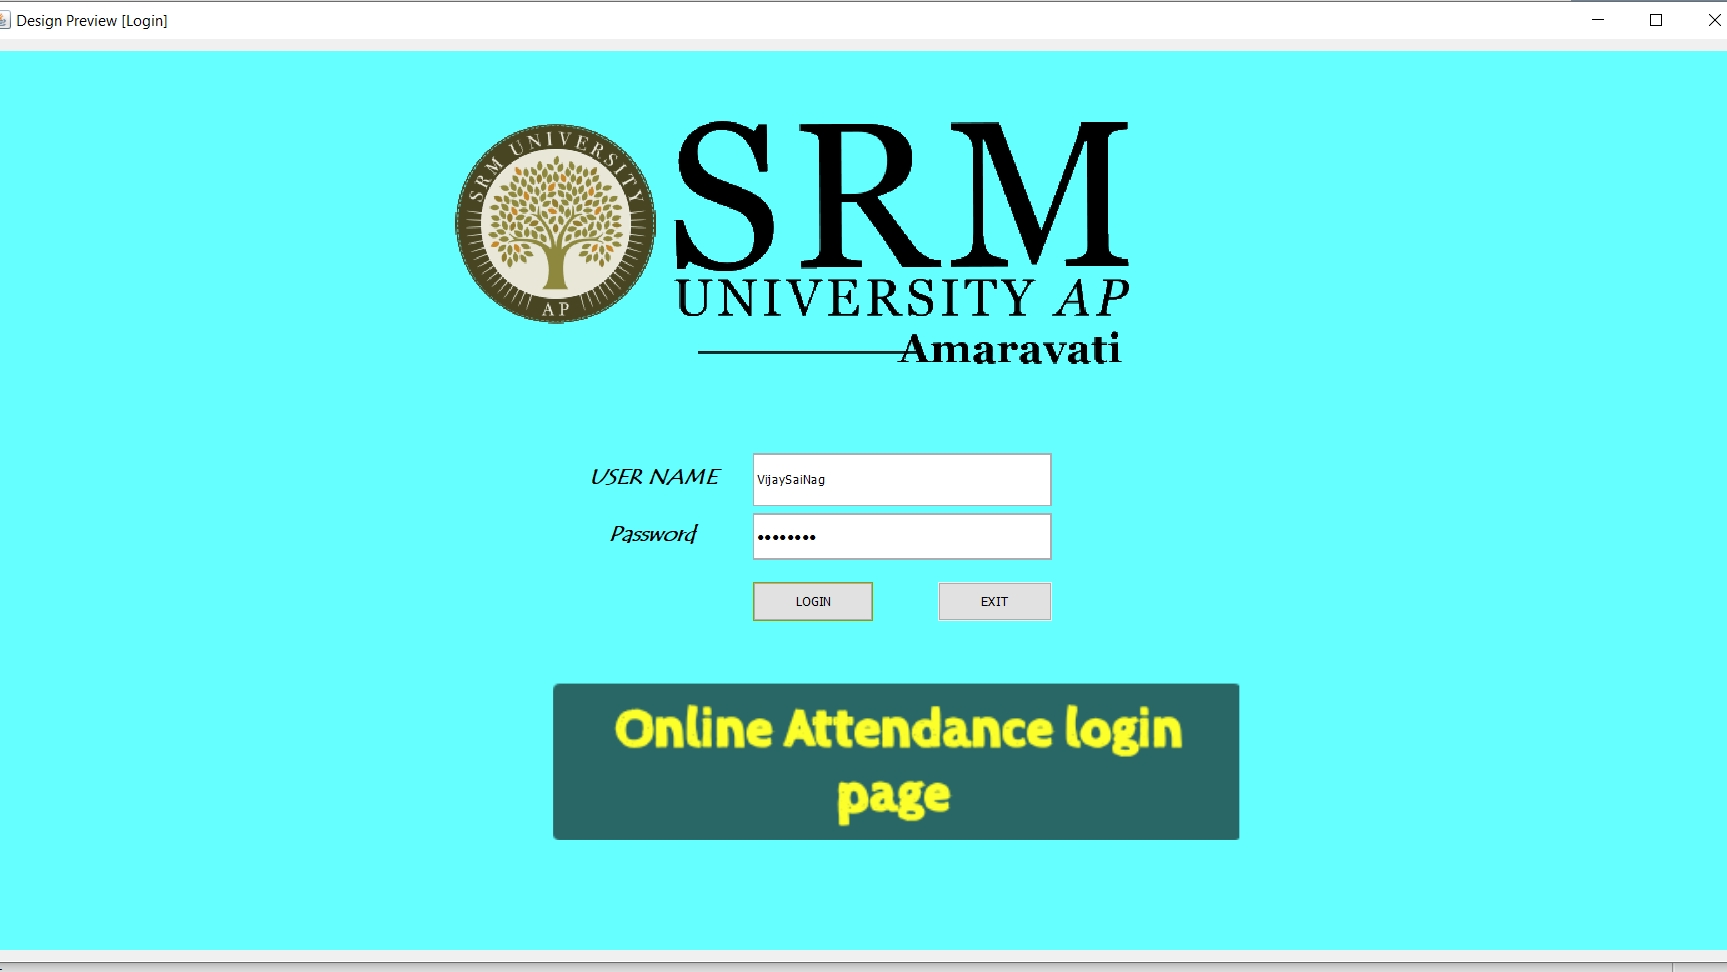 Design Preview [Login]
SRM UNIVERSITY
AP
SRM
UNIVERSITY AP
Amaravati
USER NAME
VijaySaiNag
Password
••••••••
LOGIN
EXIT
Online Attendance login
page